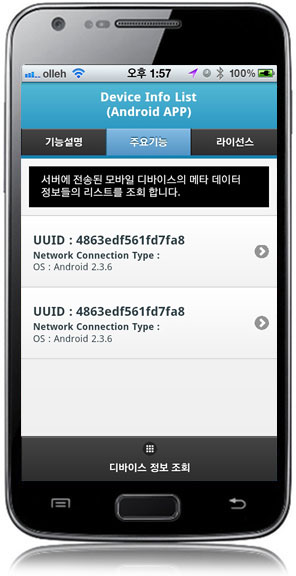 olleh 오후 1:57 100%
Device Info List
(Android APP)
기능설명 주요기능 라이선스
서버에 전송된 모바일 디바이스의 메타 데이터
정보들의 리스트를 조회 합니다.
UUID : 4863edf561fd7fa8
Network Connection Type :
OS : Android 2.3.6
UUID : 4863edf561fd7fa8
Network Connection Type :
OS : Android 2.3.6
디바이스 정보 조회